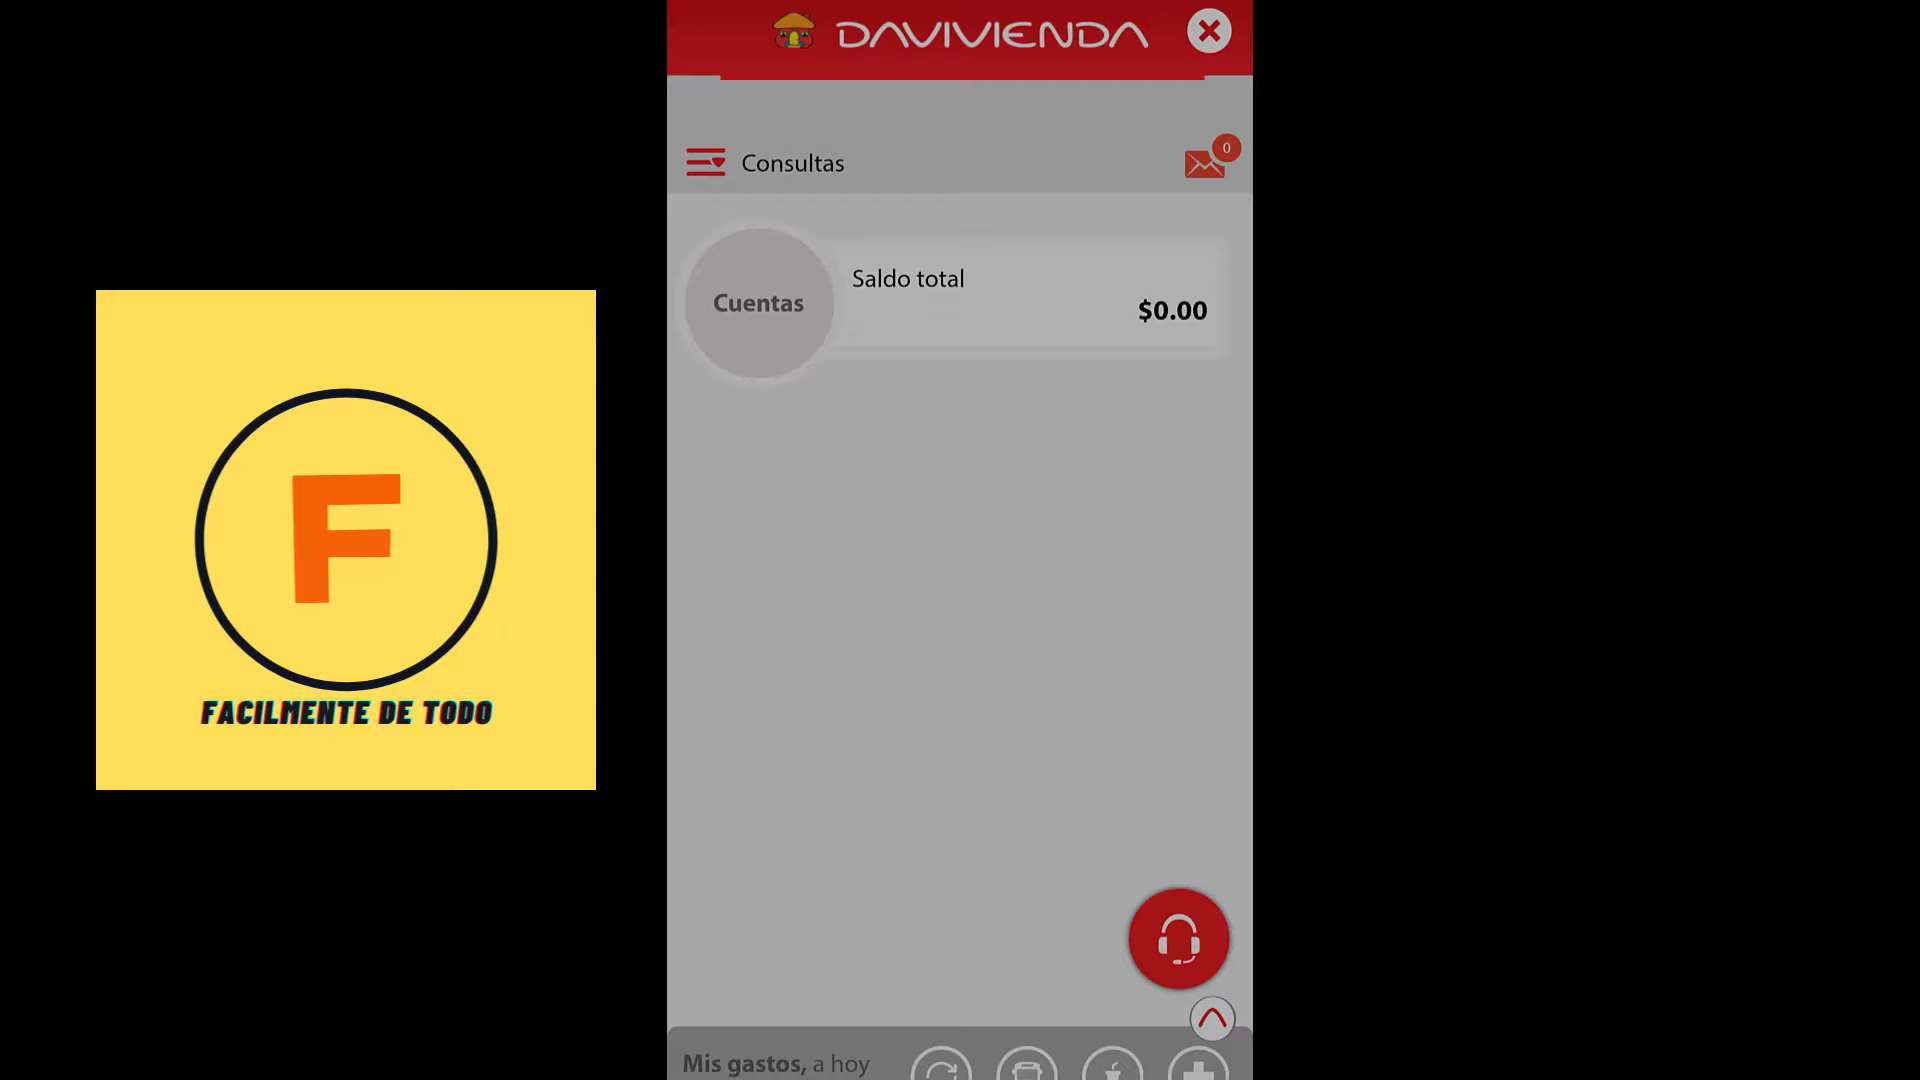 DAVIVIENDA
Consultas
0
Cuentas
Saldo total
$0.00
Mis gastos, a hoy
F
FACILMENTE DE TODO